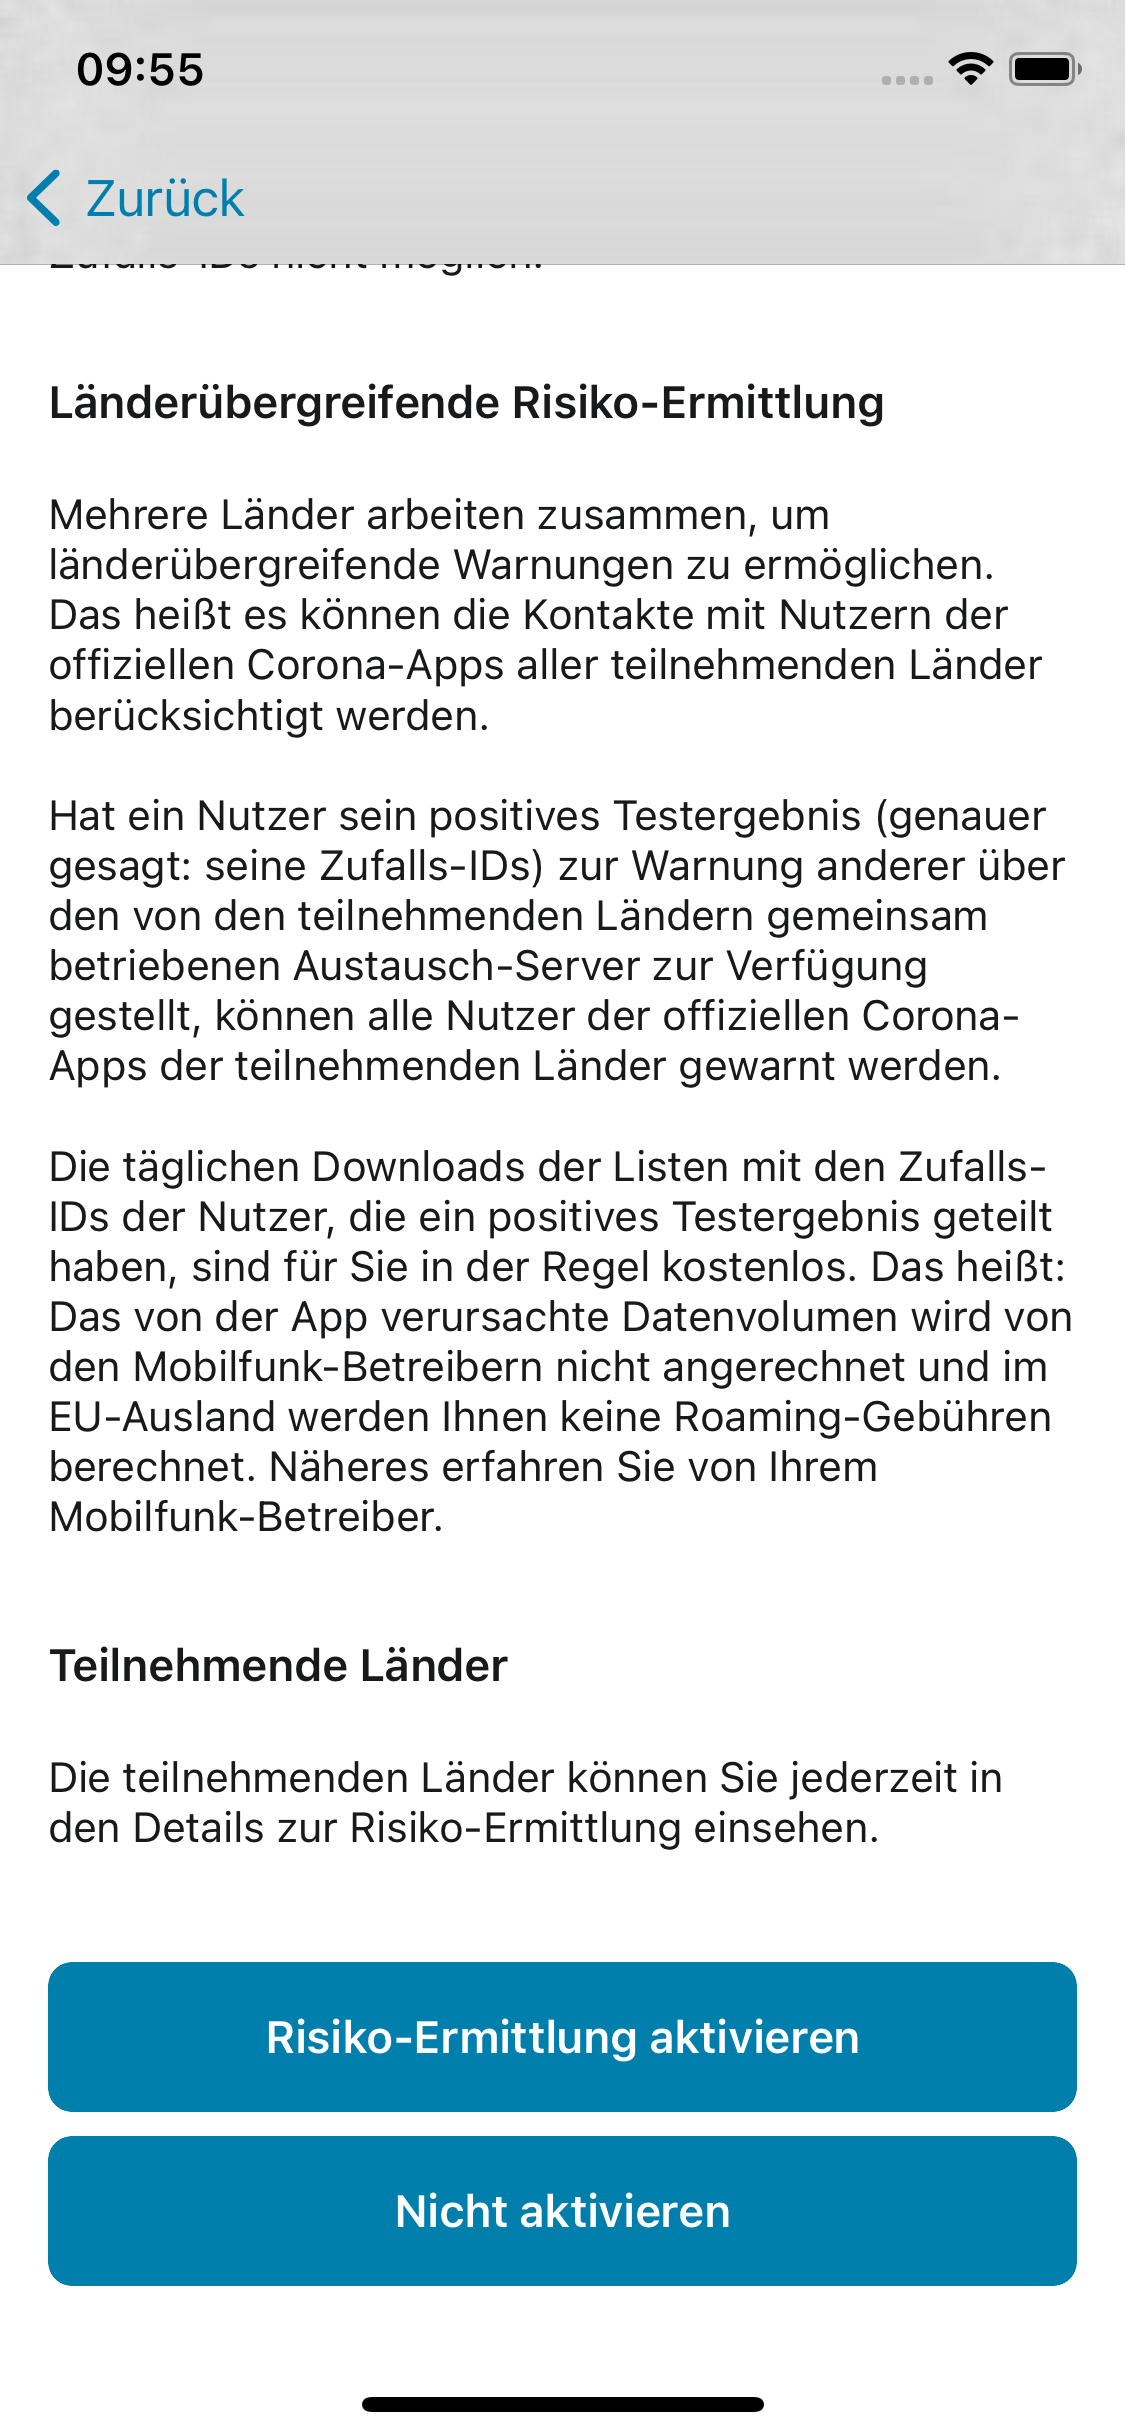 09:55
Zurück
Zufalls-IDs nicht möglich.
Länderübergreifende Risiko-Ermittlung
Mehrere Länder arbeiten zusammen, um
länderübergreifende Warnungen zu ermöglichen.
Das heißt es können die Kontakte mit Nutzern der
offiziellen Corona-Apps aller teilnehmenden Länder
berücksichtigt werden.
Hat ein Nutzer sein positives Testergebnis (genauer
gesagt: seine Zufalls-IDs) zur Warnung anderer über
den von den teilnehmenden Ländern gemeinsam
betriebenen Austausch-Server zur Verfügung
gestellt, können alle Nutzer der offiziellen Corona-
Apps der teilnehmenden Länder gewarnt werden.
Die täglichen Downloads der Listen mit den Zufalls-
IDs der Nutzer, die ein positives Testergebnis geteilt
haben, sind für Sie in der Regel kostenlos. Das heißt:
Das von der App verursachte Datenvolumen wird von
den Mobilfunk-Betreibern nicht angerechnet und im
EU-Ausland werden Ihnen keine Roaming-Gebühren
berechnet. Näheres erfahren Sie von Ihrem
Mobilfunk-Betreiber.
Teilnehmende Länder
Die teilnehmenden Länder können Sie jederzeit in
den Details zur Risiko-Ermittlung einsehen.
Risiko-Ermittlung aktivieren
Nicht aktivieren